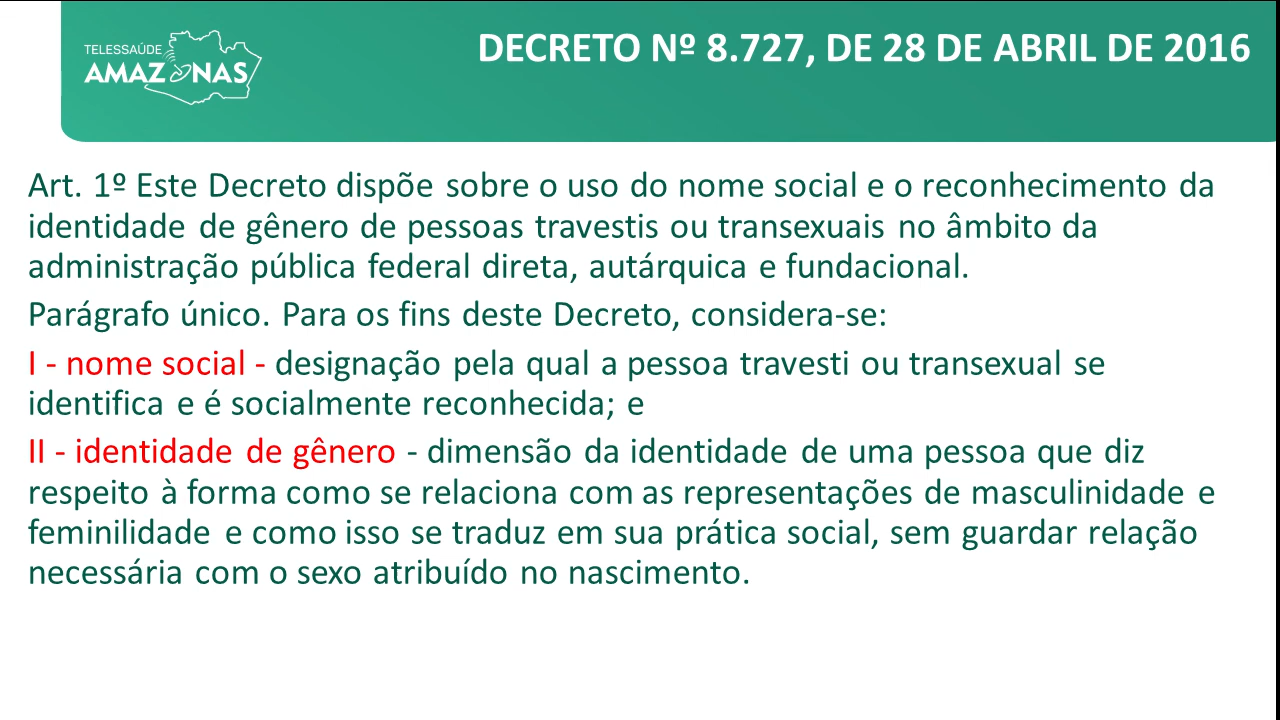 TELESSAÚDE
AMAZONAS
DECRETO Nº 8.727, DE 28 DE ABRIL DE 2016
Art. 1º Este Decreto dispõe sobre o uso do nome social e o reconhecimento da
identidade de gênero de pessoas travestis ou transexuais no âmbito da
administração pública federal direta, autárquica e fundacional.
Parágrafo único. Para os fins deste Decreto, considera-se:
I - nome social - designação pela qual a pessoa travesti ou transexual se
identifica e é socialmente reconhecida; e
II - identidade de gênero - dimensão da identidade de uma pessoa que diz
respeito à forma como se relaciona com as representações de masculinidade e
feminilidade e como isso se traduz em sua prática social, sem guardar relação
necessária com o sexo atribuído no nascimento.